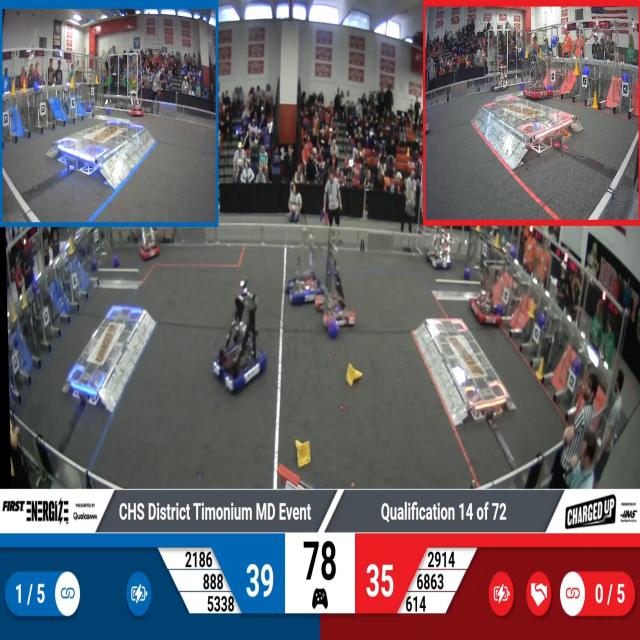 FIRST ENERGIZE PRESENTED BY Qualcomm
CHS District Timonium MD Event
Qualification 14 of 72
CHARGED UP
HAAS
1 / 5
2186
888
5338
39
78
35
2914
6863
614
0 / 5